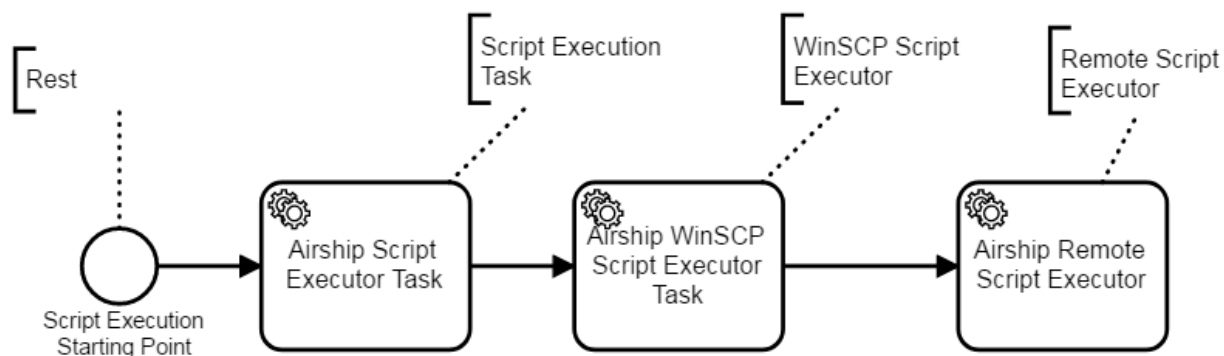 Rest
Script Execution
Task
WinSCP Script
Executor
Remote Script
Executor
Script Execution
Starting Point
Airship Script
Executor Task
Airship WinSCP
Script Executor
Task
Airship Remote
Script Executor